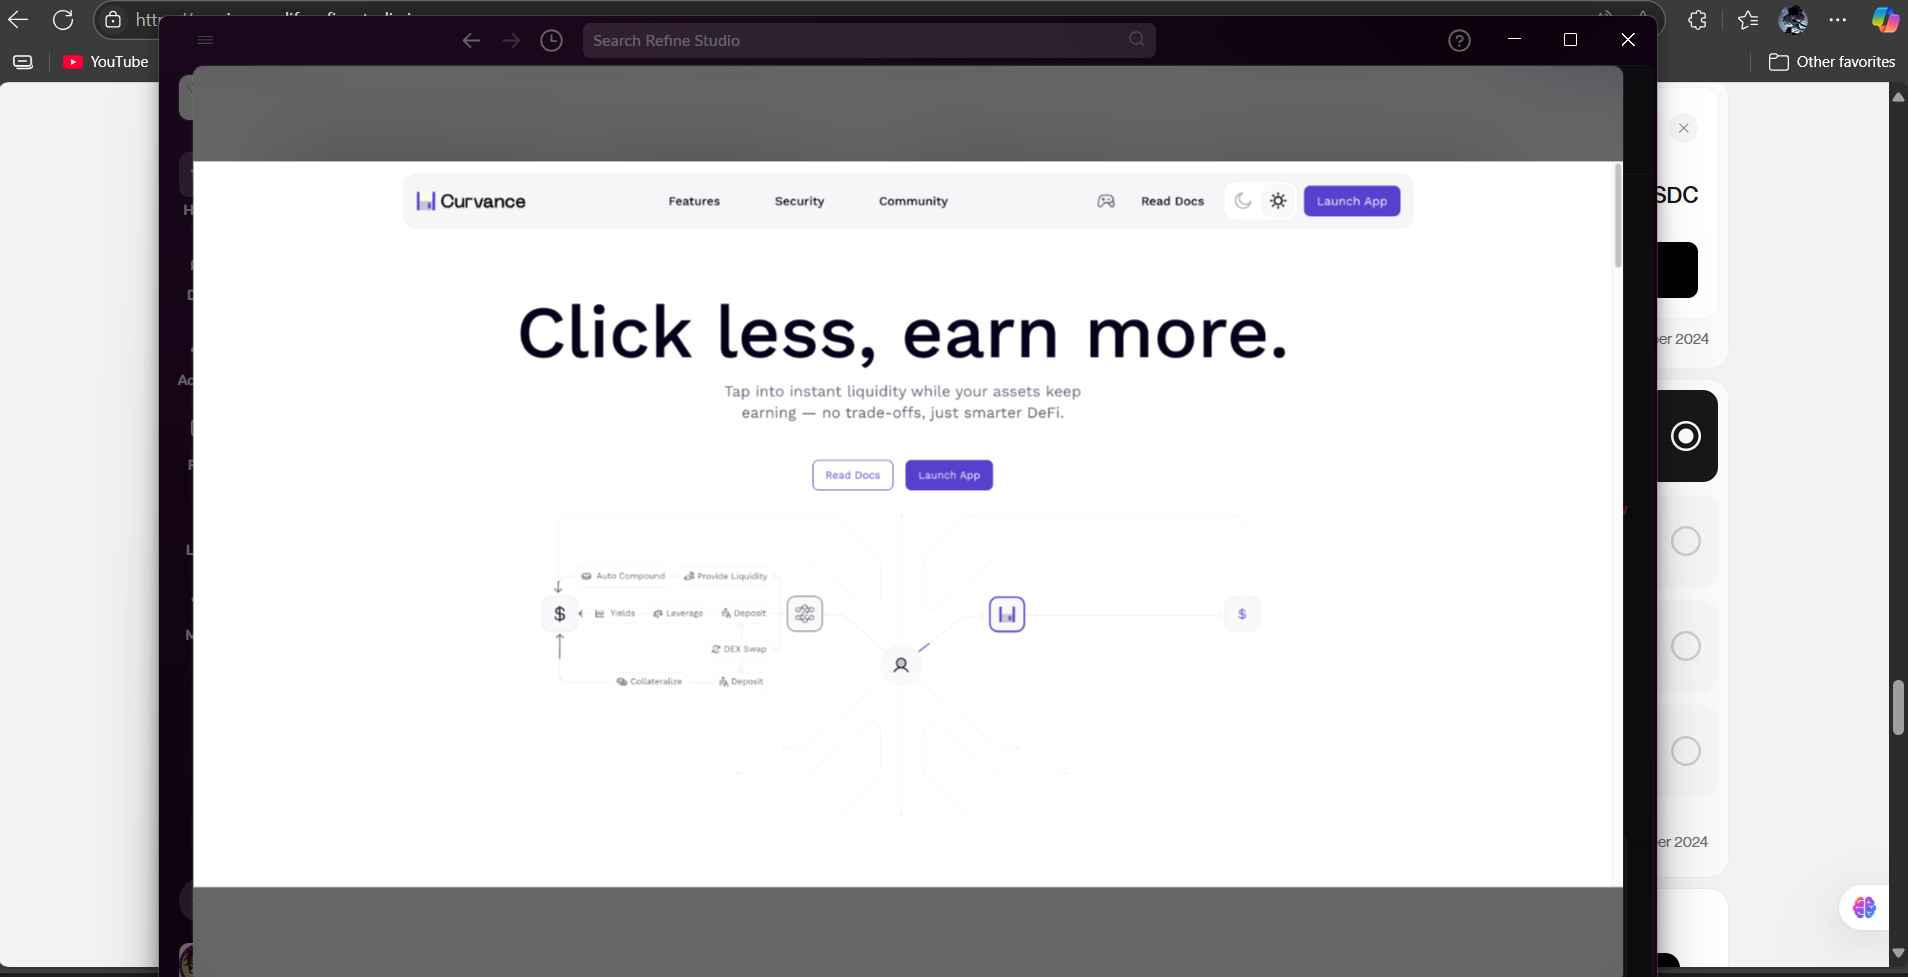 YouTube
Search Refine Studio
Other favorites
Curvance
Features
Security
Community
Read Docs
Launch App
Click less, earn more.
Tap into instant liquidity while your assets keep
earning — no trade-offs, just smarter DeFi.
Read Docs
Launch App
Auto Compound
Provide Liquidity
$
Yields
Leverage
Deposit
$
DEX Swap
Collateralize
Deposit
SDC
2024
2024